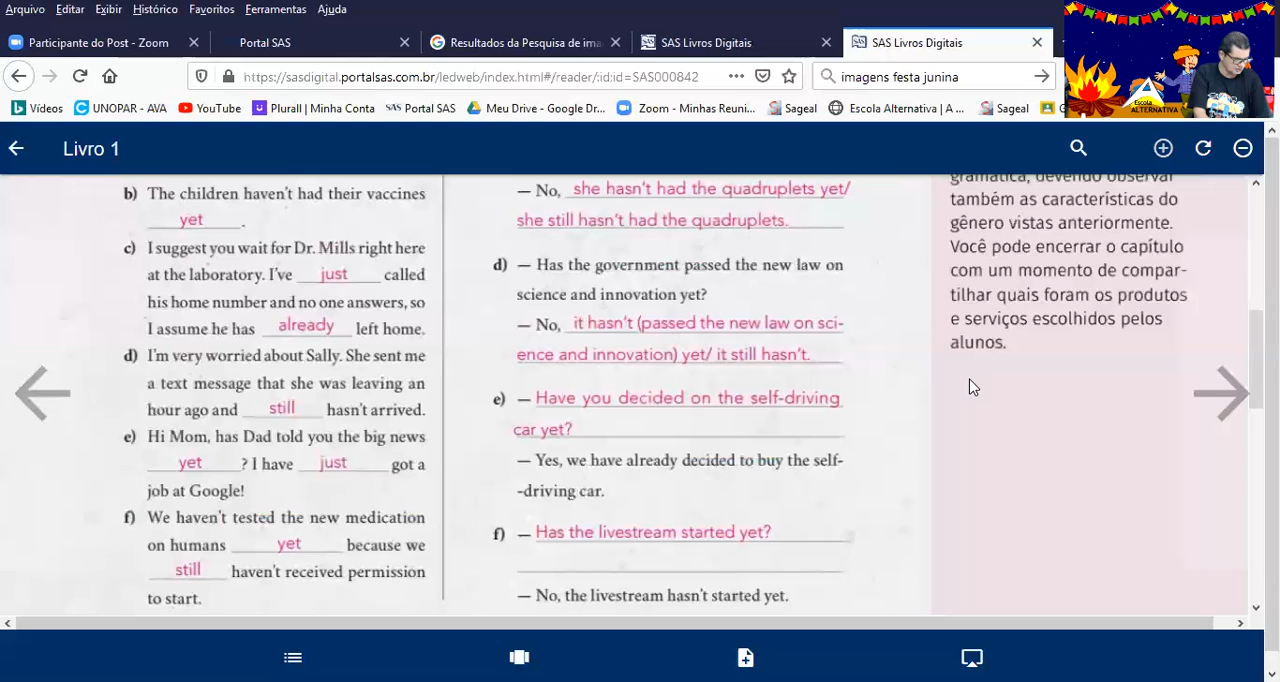 Arquivo Editar Exibir Histórico Favoritos Ferramentas Ajuda
Participante do Post - Zoom
Portal SAS
Resultados da Pesquisa de ima
SAS Livros Digitais
SAS Livros Digitais
https://sasdigital.portalsas.com.br/ledweb/index.html#/reader/:id:id=SAS000842
imagens festa junina
Vídeos
UNOPAR - AVA
YouTube
Plurall | Minha Conta
SAS Portal SAS
Meu Drive - Google Dr...
Zoom - Minhas Reuni...
Sageal
Escola Alternativa | A ...
Sageal
Escola
ALTERNATIVA
Livro 1
b) The children haven't had their vaccines
yet .
c) I suggest you wait for Dr. Mills right here
at the laboratory. I've just called
his home number and no one answers, so
I assume he has already left home.
d) I'm very worried about Sally. She sent me
a text message that she was leaving an
hour ago and still hasn't arrived.
e) Hi Mom, has Dad told you the big news
yet ? I have just got a
job at Google!
f) We haven't tested the new medication
on humans yet because we
still haven't received permission
to start.
— No, she hasn't had the quadruplets yet/
she still hasn't had the quadruplets.
d) — Has the government passed the new law on
science and innovation yet?
— No, it hasn't (passed the new law on sci-
ence and innovation) yet/ it still hasn't.
e) — Have you decided on the self-driving
car yet?
— Yes, we have already decided to buy the self-
-driving car.
f) — Has the livestream started yet?
— No, the livestream hasn't started yet.
gramática, devendo observar
também as características do
gênero vistas anteriormente.
Você pode encerrar o capítulo
com um momento de compar-
tilhar quais foram os produtos
e serviços escolhidos pelos
alunos.